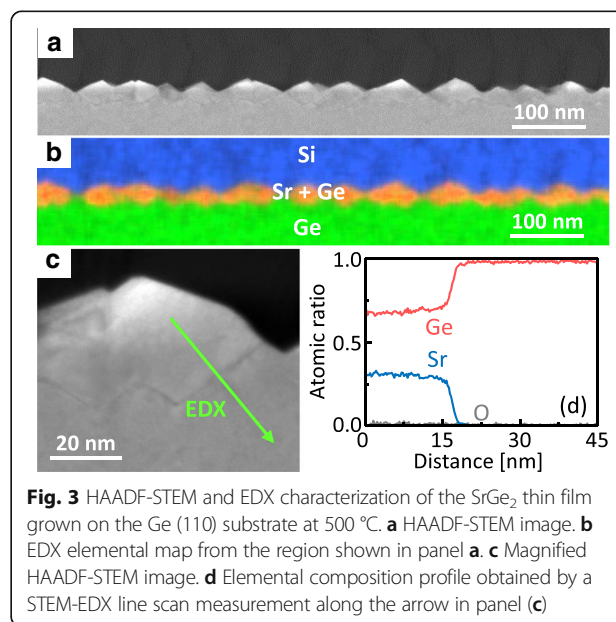 a
100 nm
b
Si
Sr + Ge
Ge
100 nm
c
EDX
20 nm
1.0
0.5
0.0
Atomic ratio
Ge
Sr
O
(d)
0 15 30 45
Distance [nm]
Fig. 3 HAADF-STEM and EDX characterization of the SrGe₂ thin film
grown on the Ge (110) substrate at 500 °C. a HAADF-STEM image. b
EDX elemental map from the region shown in panel a. c Magnified
HAADF-STEM image. d Elemental composition profile obtained by a
STEM-EDX line scan measurement along the arrow in panel (c)